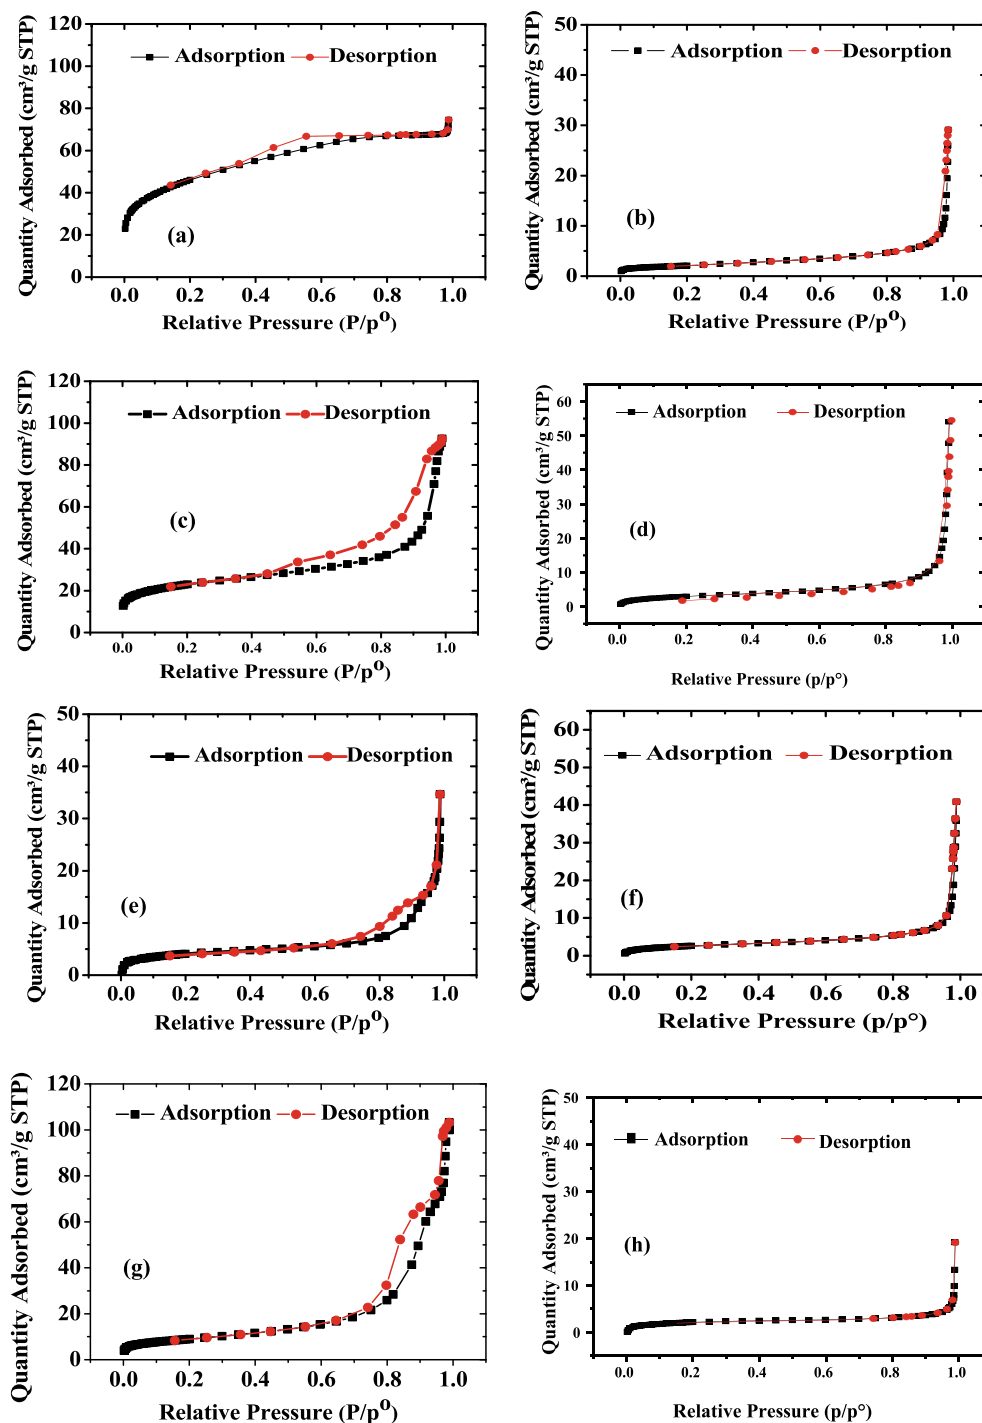 Quantity Adsorbed (cm³/g STP)
120
100
80
60
40
20
0
Adsorption
Desorption
(a)
0.0 0.2 0.4 0.6 0.8 1.0
Relative Pressure (P/p⁰)
Quantity Adsorbed (cm³/g STP)
50
40
30
20
10
0
Adsorption
Desorption
(b)
0.0 0.2 0.4 0.6 0.8 1.0
Relative Pressure (P/p⁰)
Quantity Adsorbed (cm³/g STP)
120
100
80
60
40
20
0
Adsorption
Desorption
(c)
0.0 0.2 0.4 0.6 0.8 1.0
Relative Pressure (P/p⁰)
Quantity Adsorbed (cm³/g STP)
60
50
40
30
20
10
0
Adsorption
Desorption
(d)
0.0 0.2 0.4 0.6 0.8 1.0
Relative Pressure (p/p°)
Quantity Adsorbed (cm³/g STP)
50
40
30
20
10
0
Adsorption
Desorption
(e)
0.0 0.2 0.4 0.6 0.8 1.0
Relative Pressure (P/p⁰)
Quantity Adsorbed (cm³/g STP)
60
50
40
30
20
10
0
Adsorption
Desorption
(f)
0.0 0.2 0.4 0.6 0.8 1.0
Relative Pressure (p/p°)
Quantity Adsorbed (cm³/g STP)
120
100
80
60
40
20
0
Adsorption
Desorption
(g)
0.0 0.2 0.4 0.6 0.8 1.0
Relative Pressure (P/p⁰)
Quantity Adsorbed (cm³/g STP)
50
40
30
20
10
0
Adsorption
Desorption
(h)
0.0 0.2 0.4 0.6 0.8 1.0
Relative Pressure (p/p°)